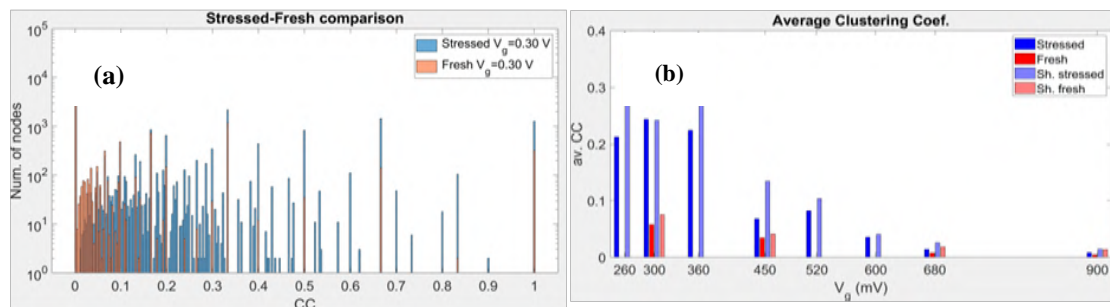 Stressed-Fresh comparison
10^5
Stressed V_g=0.30 V
Fresh V_g=0.30 V
(a)
10^4
10^3
10^2
10^1
10^0
Num. of nodes
0 0.1 0.2 0.3 0.4 0.5 0.6 0.7 0.8 0.9 1
CC
Average Clustering Coef.
0.4
Stressed
Fresh
Sh. stressed
Sh. fresh
(b)
0.3
0.2
0.1
0
av. CC
260 300 360 450 520 600 680 900
V_g (mV)